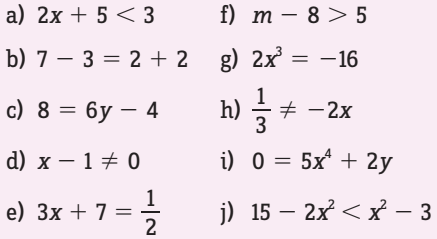 a) 2x + 5 < 3
b) 7 − 3 = 2 + 2
c) 8 = 6y − 4
d) x − 1 ≠ 0
e) 3x + 7 = 1/2
f) m − 8 > 5
g) 2x³ = −16
h) 1/3 ≠ −2x
i) 0 = 5x⁴ + 2y
j) 15 − 2x² < x² − 3